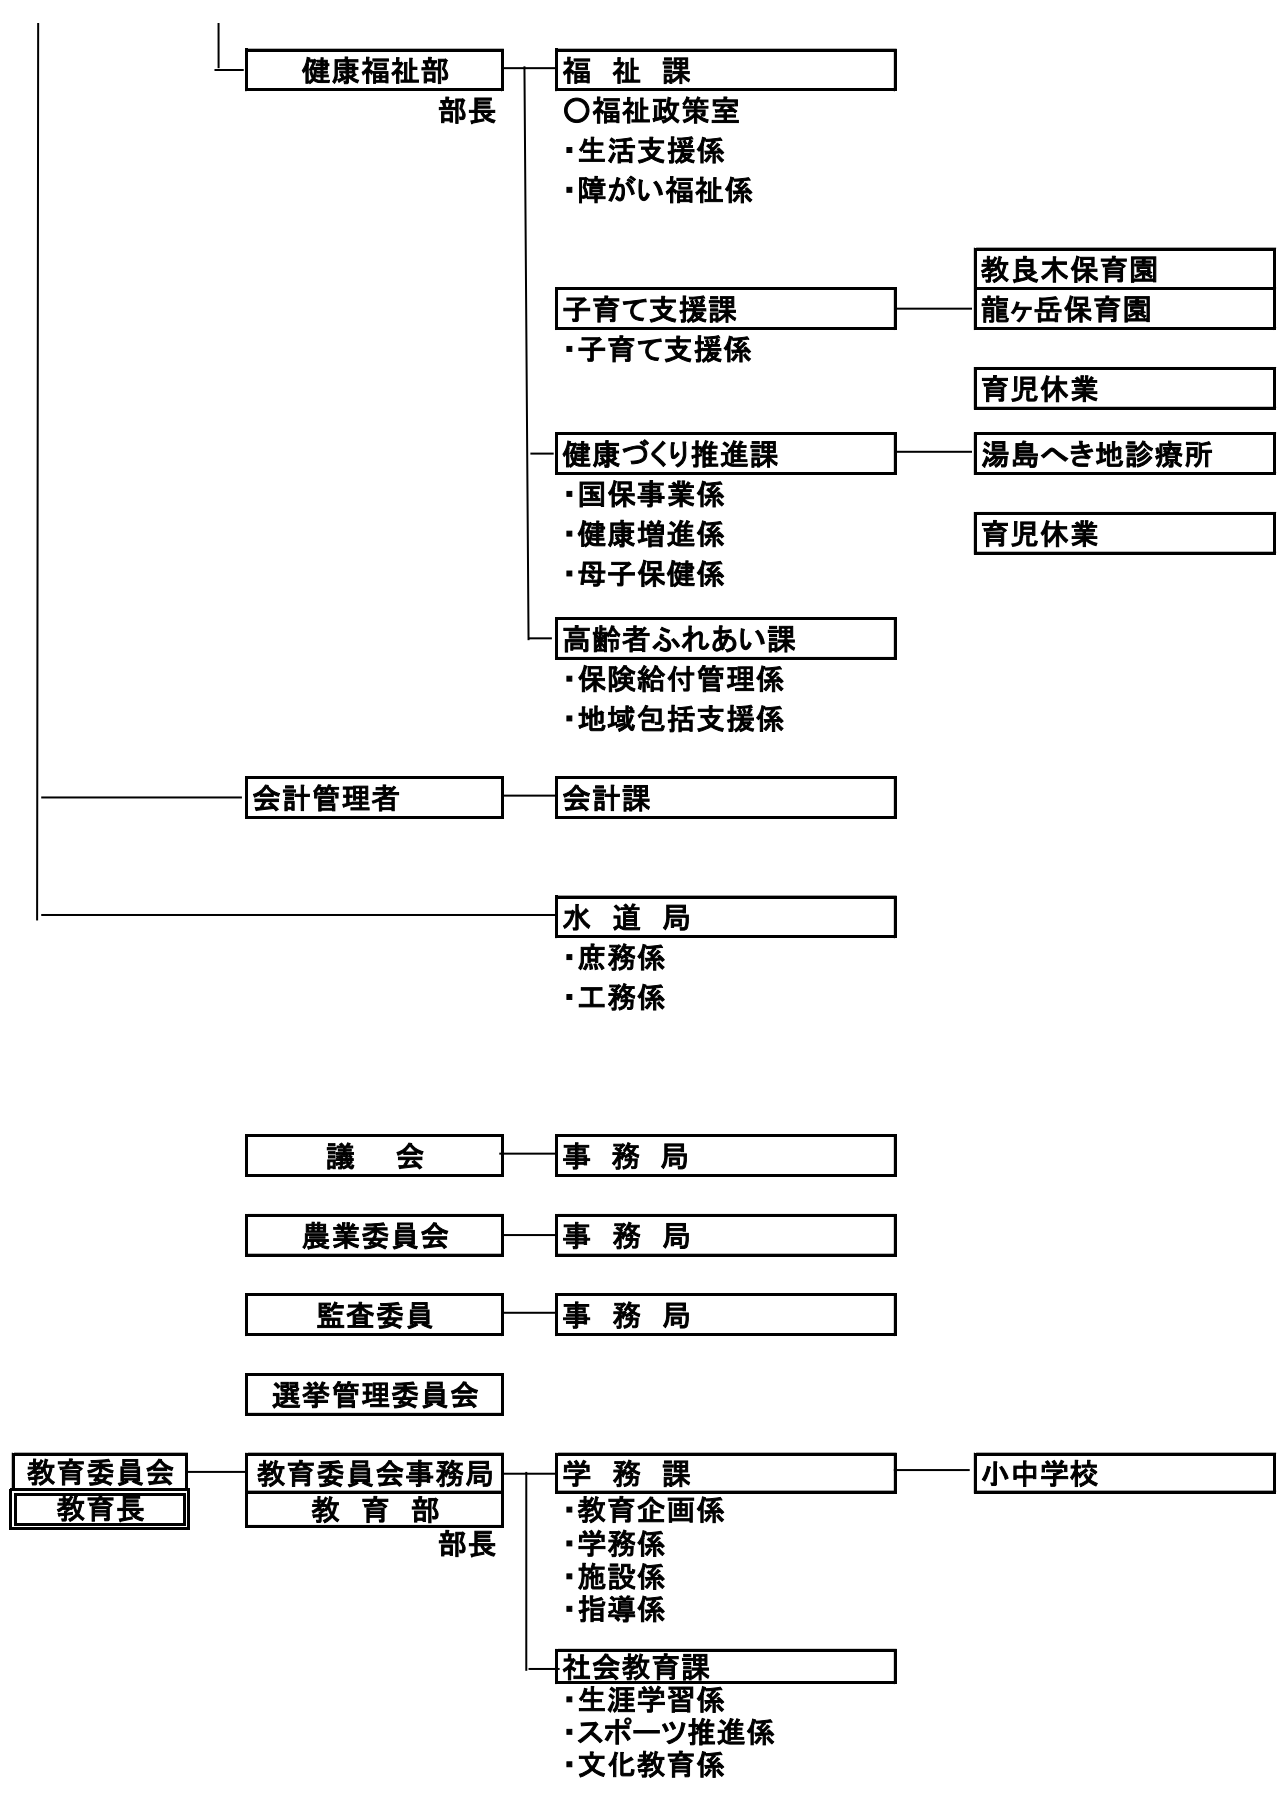 健康福祉部
部長
福　祉　課
〇福祉政策室
・生活支援係
・障がい福祉係
教良木保育園
子育て支援課
龍ヶ岳保育園
・子育て支援係
育児休業
健康づくり推進課
湯島へき地診療所
・国保事業係
・健康増進係
育児休業
・母子保健係
高齢者ふれあい課
・保険給付管理係
・地域包括支援係
会計管理者
会計課
水　道　局
・庶務係
・工務係
議　会
事　務　局
農業委員会
事　務　局
監査委員
事　務　局
選挙管理委員会
教育委員会
教育長
教育委員会事務局
教　育　部
部長
学　務　課
小中学校
・教育企画係
・学務係
・施設係
・指導係
社会教育課
・生涯学習係
・スポーツ推進係
・文化教育係